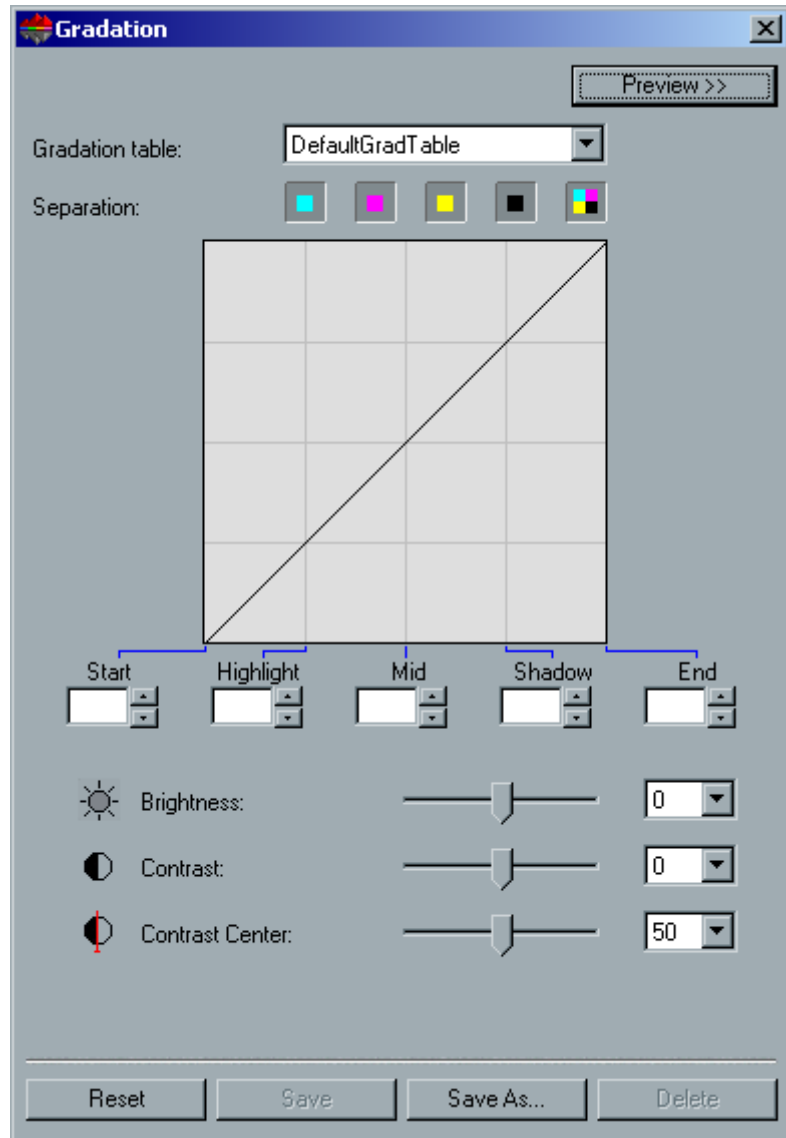 Gradation
Preview >>
Gradation table: DefaultGradTable
Separation:
Start Highlight Mid Shadow End
Brightness: 0
Contrast: 0
Contrast Center: 50
Reset Save Save As... Delete